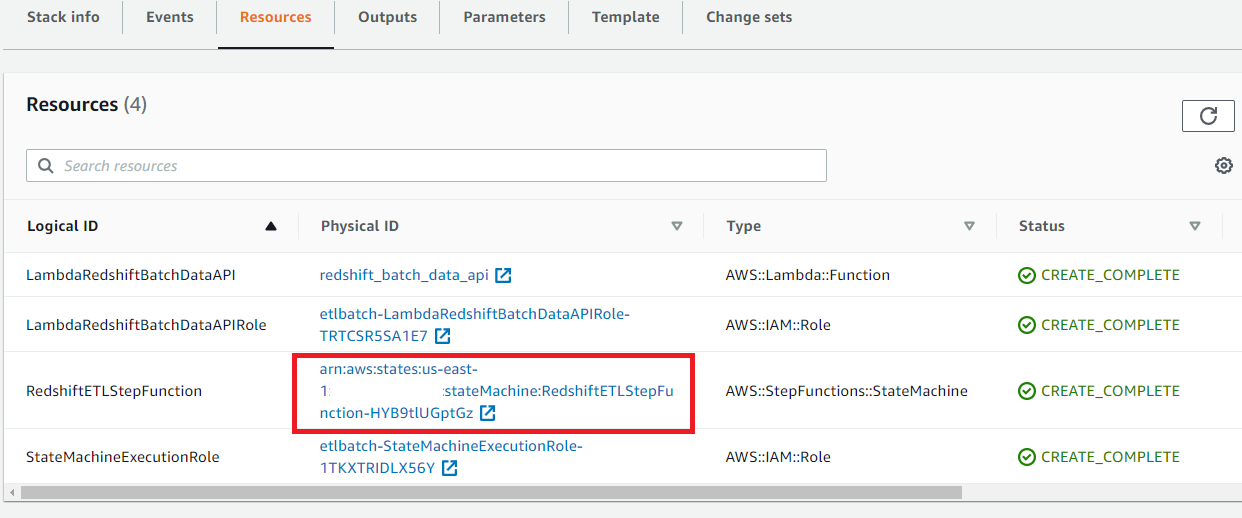 Stack info Events Resources Outputs Parameters Template Change sets
Resources (4)
Search resources
Logical ID Physical ID Type Status
LambdaRedshiftBatchDataAPI redshift_batch_data_api AWS::Lambda::Function CREATE_COMPLETE
etlbatch-LambdaRedshiftBatchDataAPIRole-
LambdaRedshiftBatchDataAPIRole AWS::IAM::Role CREATE_COMPLETE
TRTCSR5SA1E7
arn:aws:states:us-east-
RedshiftETLStepFunction 1: :stateMachine:RedshiftETLStepFu AWS::StepFunctions::StateMachine CREATE_COMPLETE
nction-HYB9tlUGptGz
etlbatch-StateMachineExecutionRole-
StateMachineExecutionRole AWS::IAM::Role CREATE_COMPLETE
1TKXTRIDLX56Y